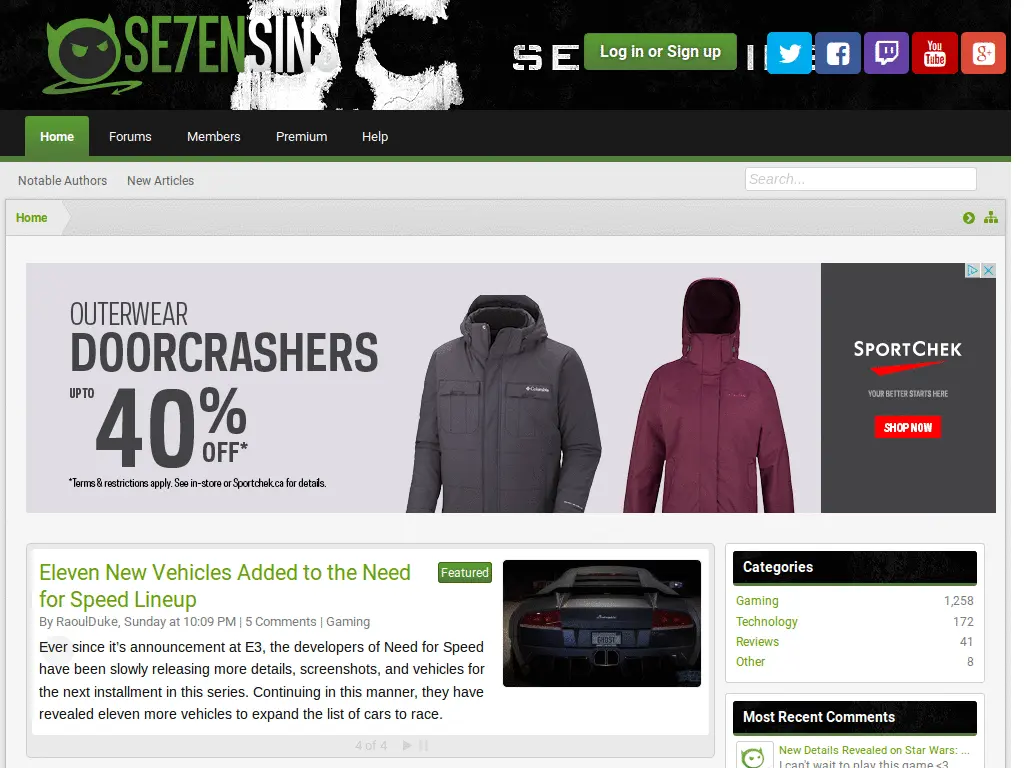 SE7ENSINS
SE
Log in or Sign up
You
Tube
g+
Home
Forums
Members
Premium
Help
Notable Authors
New Articles
Search...
Home
OUTERWEAR
DOORCRASHERS
UP TO
40%
OFF*
*Terms & restrictions apply. See in-store or Sportchek.ca for details.
Columbia
SPORTCHEK
YOUR BETTER STARTS HERE
SHOP NOW
Eleven New Vehicles Added to the Need
for Speed Lineup
Featured
By RaoulDuke, Sunday at 10:09 PM | 5 Comments | Gaming
Ever since it's announcement at E3, the developers of Need for Speed
have been slowly releasing more details, screenshots, and vehicles for
the next installment in this series. Continuing in this manner, they have
revealed eleven more vehicles to expand the list of cars to race.
GHOST
4 of 4
Categories
Gaming 1,258
Technology 172
Reviews 41
Other 8
Most Recent Comments
New Details Revealed on Star Wars: ...
I can't wait to play this game <3